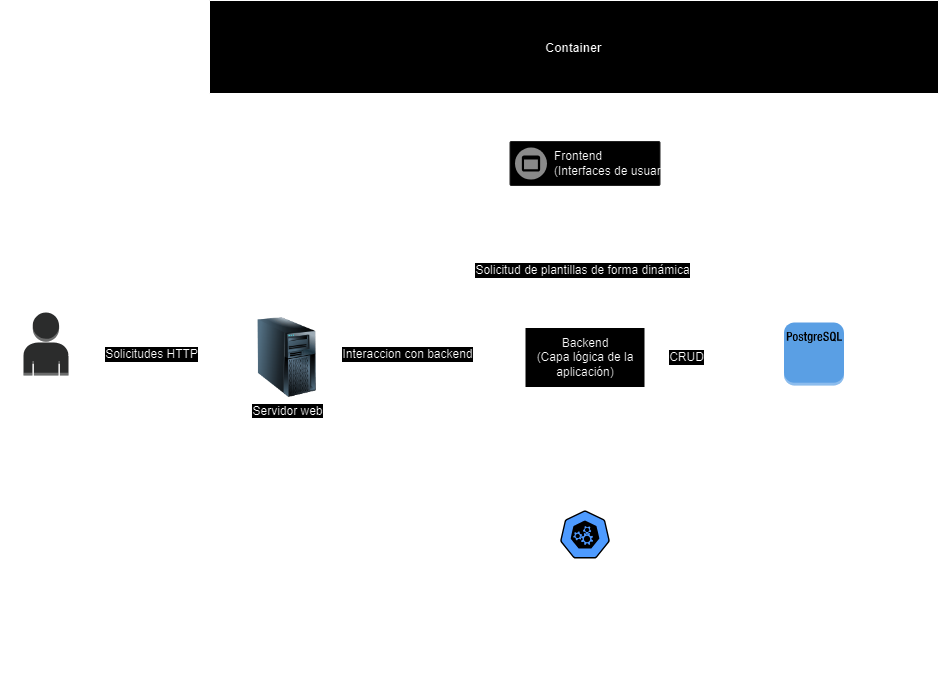 Container
Frontend
(Interfaces de usuar
Solicitud de plantillas de forma dinámica
Solicitudes HTTP
Interaccion con backend
Backend
(Capa lógica de la
aplicación)
CRUD
PostgreSQL
Servidor web